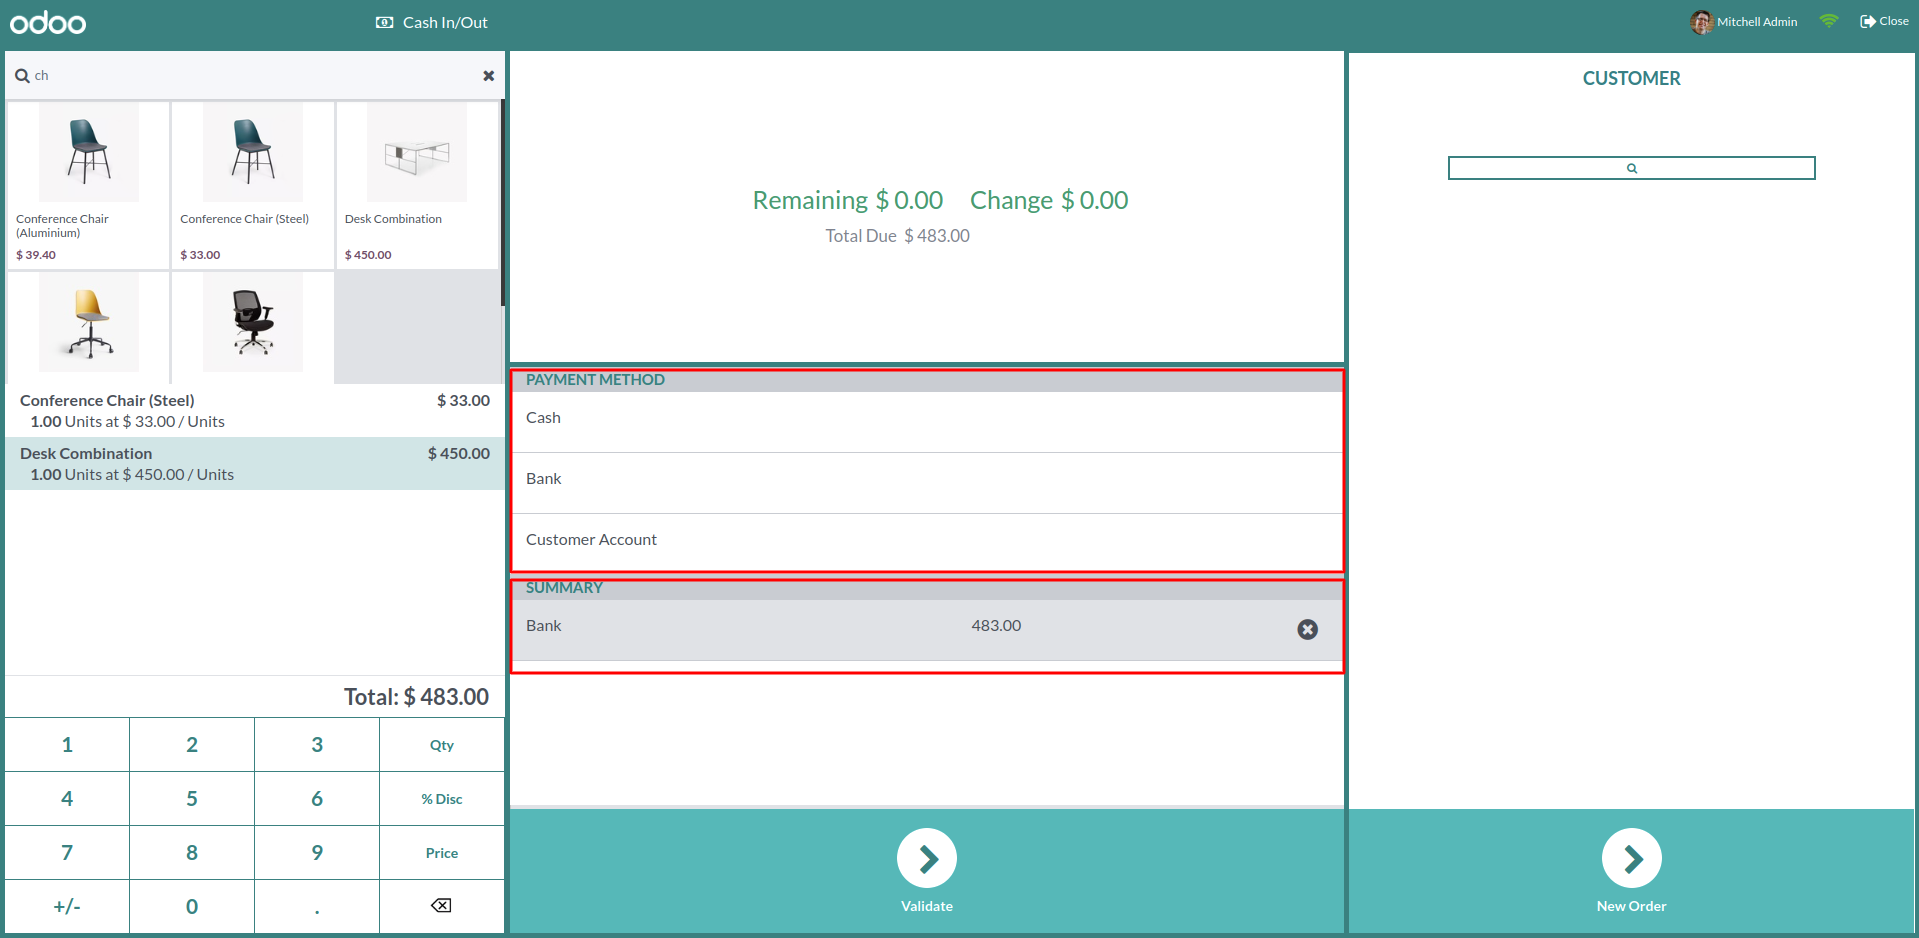 odoo
Cash In/Out
Mitchell Admin
Close
ch
Conference Chair
(Aluminium)
$ 39.40
Conference Chair (Steel)
$ 33.00
Desk Combination
$ 450.00
Conference Chair (Steel) $ 33.00
1.00 Units at $ 33.00 / Units
Desk Combination $ 450.00
1.00 Units at $ 450.00 / Units
Total: $ 483.00
1 2 3 Qty
4 5 6 % Disc
7 8 9 Price
+/- 0 .
Remaining $ 0.00 Change $ 0.00
Total Due $ 483.00
PAYMENT METHOD
Cash
Bank
Customer Account
SUMMARY
Bank 483.00
Validate
CUSTOMER
New Order